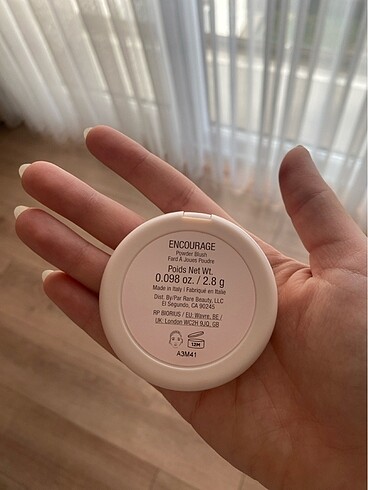 ENCOURAGE
Powder Blush
Fard À Joues Poudre
Poids Net Wt.
0.098 oz. / 2.8 g
Made in Italy | Fabriqué en Italie
Dist. By/Par Rare Beauty, LLC
El Segundo, CA 90245
RP BIORIUS / EU: Wavre, BE /
UK: London WC2H 9JQ, GB
12M
A3M41